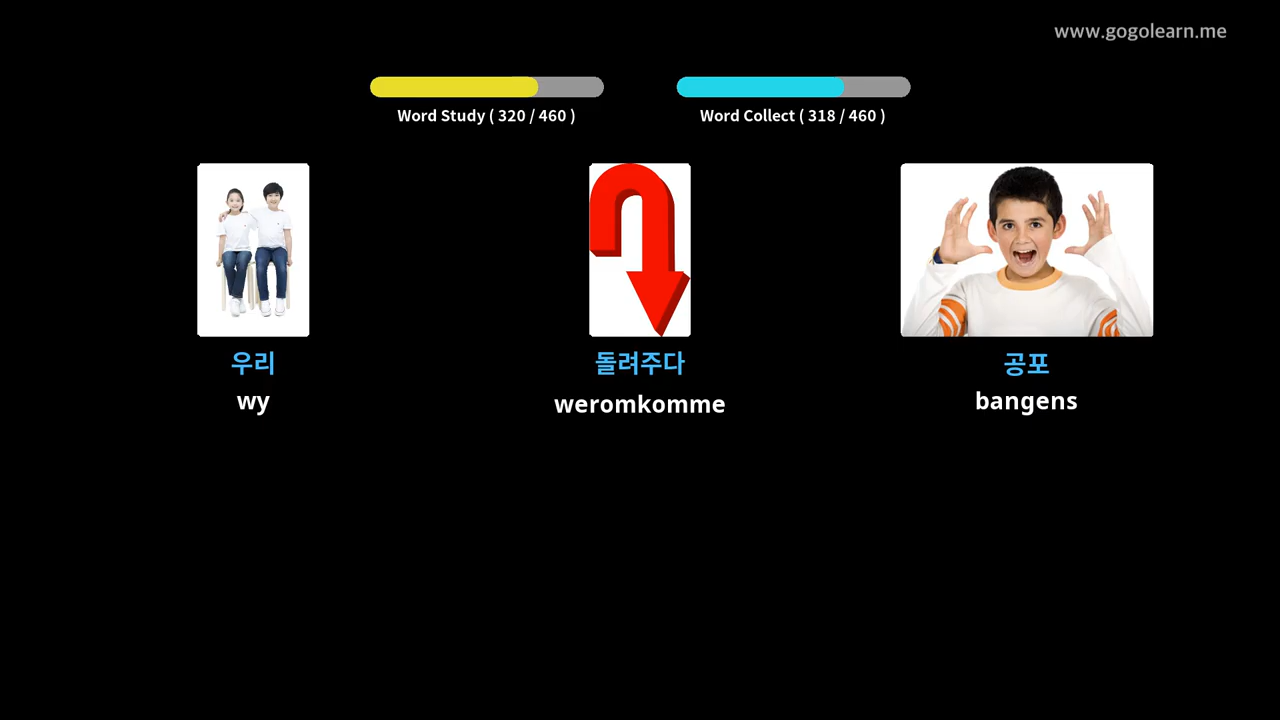 www.gogolearn.me
Word Study ( 320 / 460 )
Word Collect ( 318 / 460 )
우리
wy
돌려주다
weromkomme
공포
bangens